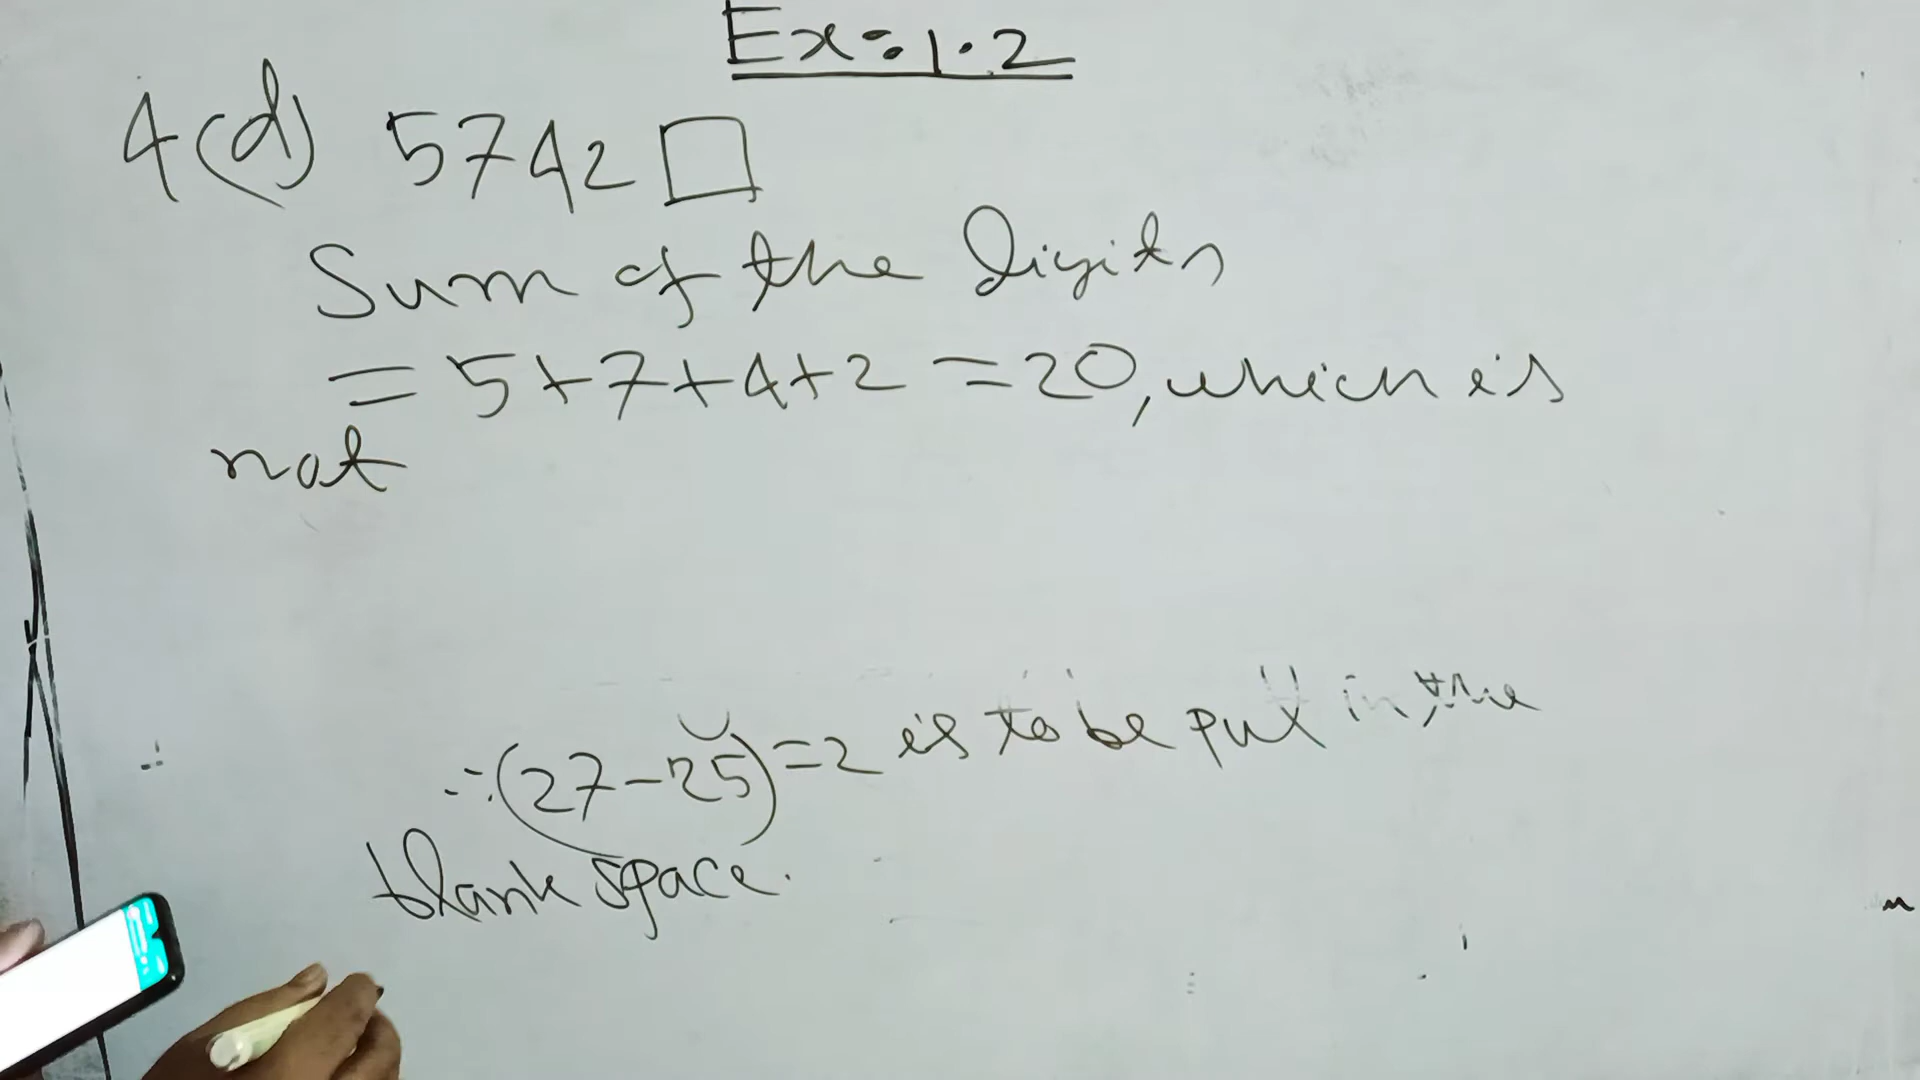 Ex=1.2
4(d) 5742□
Sum of the digits
=5+7+4+2=20, which is
not
∴(27-25)=2 is to be put in the
blank space.